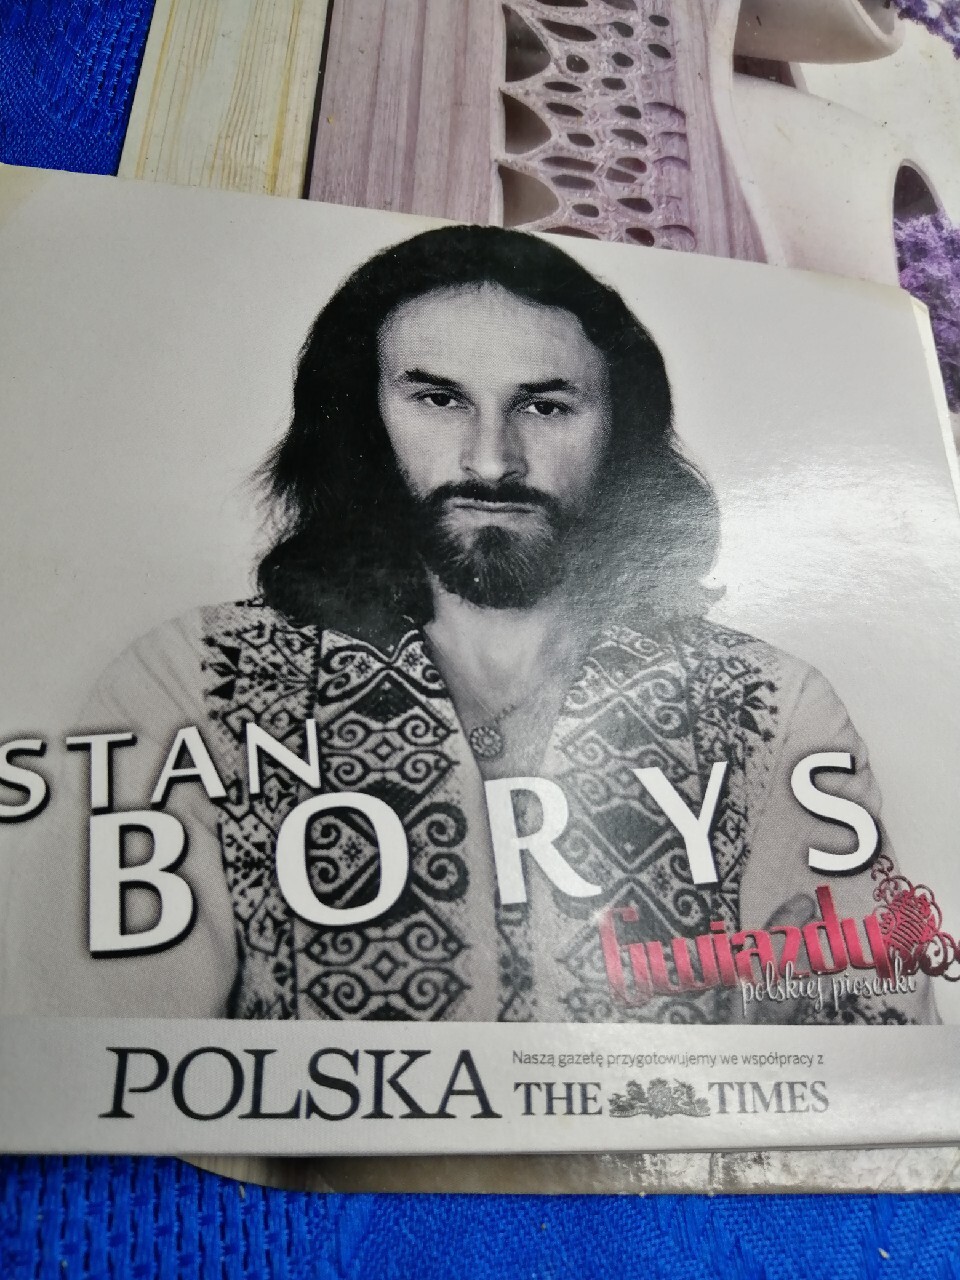 STAN
BORYS
Gwiazdy
polskiej piosenki
POLSKA
Naszą gazetę przygotowujemy we współpracy z
THE TIMES